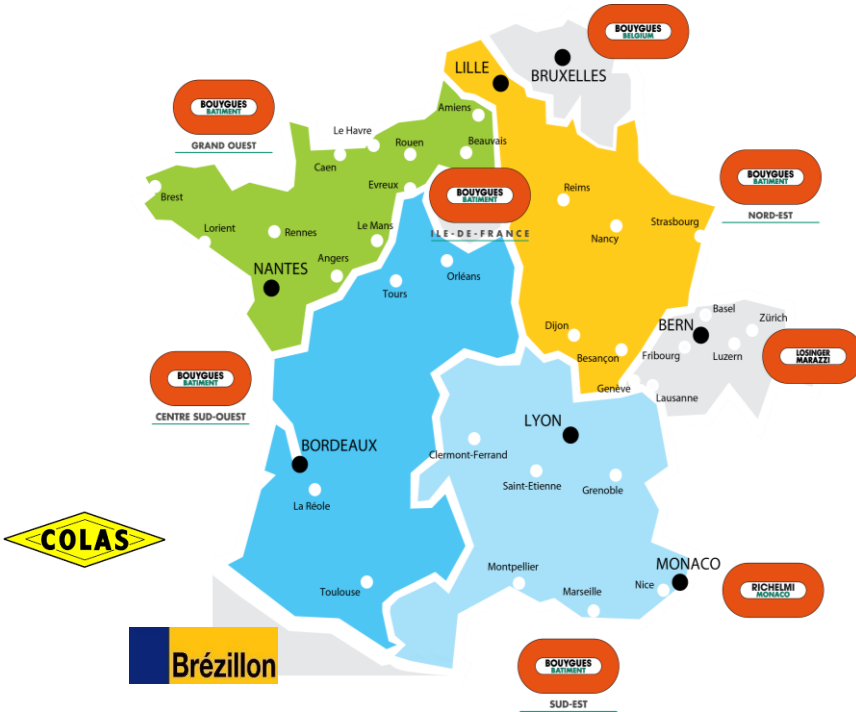 BOUYGUES
BELGIUM
LILLE
BRUXELLES
BOUYGUES
BATIMENT
GRAND OUEST
Amiens
Le Havre
Rouen
Beauvais
Caen
Evreux
BOUYGUES
BATIMENT
ILE-DE-FRANCE
BOUYGUES
BATIMENT
NORD-EST
Brest
Reims
Strasbourg
Lorient
Rennes
Le Mans
Nancy
NANTES
Angers
Orléans
Tours
Basel
Zürich
BERN
Dijon
Fribourg
Luzern
Besançon
LOSINGER
MARAZZI
Genève
Lausanne
BOUYGUES
BATIMENT
CENTRE SUD-OUEST
LYON
BORDEAUX
Clermont-Ferrand
Saint-Etienne
Grenoble
La Réole
COLAS
MONACO
Montpellier
Nice
Toulouse
Marseille
RICHELMI
MONACO
Brézillon
BOUYGUES
BATIMENT
SUD-EST